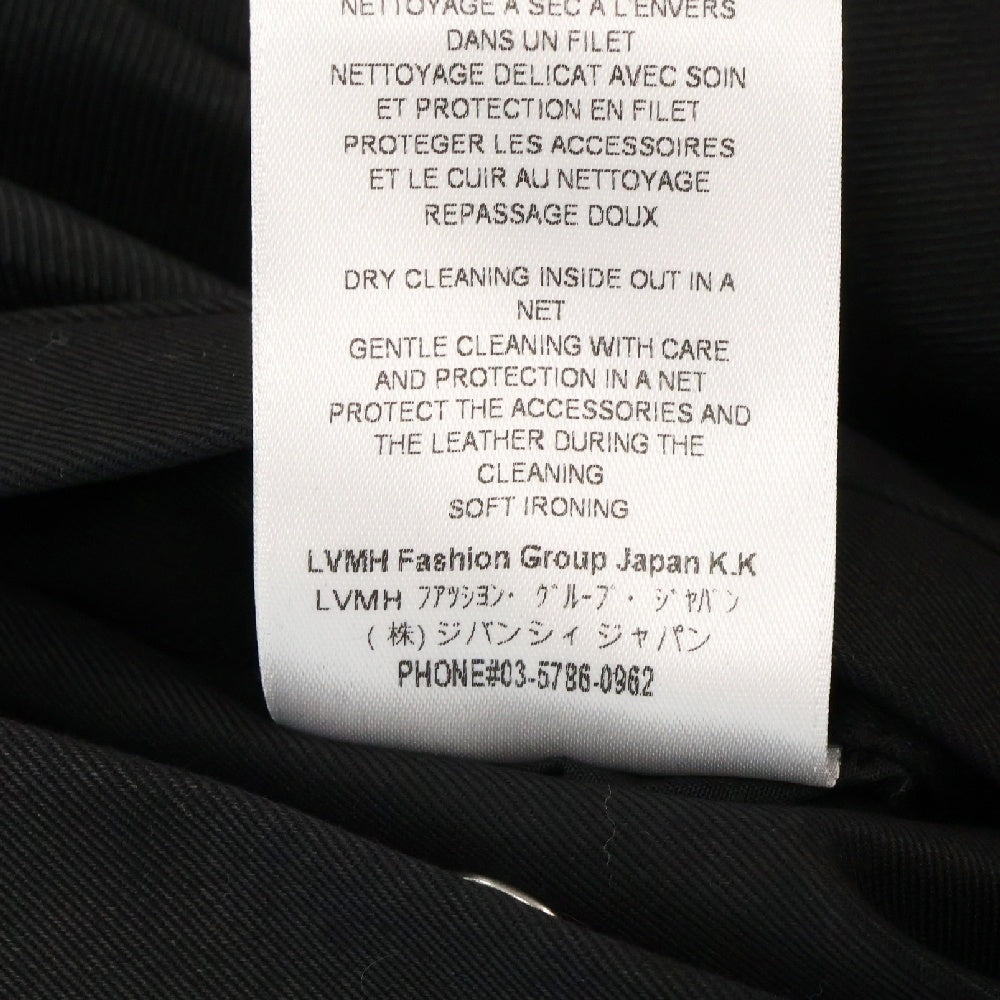 NETTOYAGE A SEC A L'ENVERS
DANS UN FILET
NETTOYAGE DELICAT AVEC SOIN
ET PROTECTION EN FILET
PROTEGER LES ACCESSOIRES
ET LE CUIR AU NETTOYAGE
REPASSAGE DOUX
DRY CLEANING INSIDE OUT IN A
NET
GENTLE CLEANING WITH CARE
AND PROTECTION IN A NET
PROTECT THE ACCESSORIES AND
THE LEATHER DURING THE
CLEANING
SOFT IRONING
LVMH Fashion Group Japan K.K
LVMH ファッション・グループ・ジャパン
(株)ジバンシィ ジャパン
PHONE#03-5786-0962